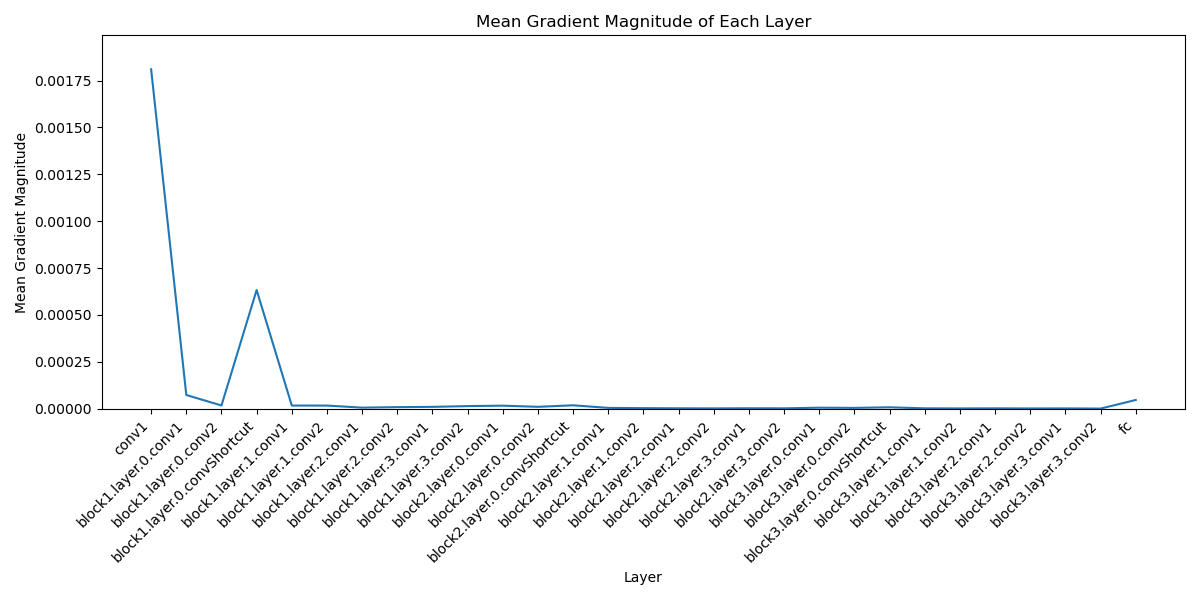 Mean Gradient Magnitude of Each Layer
Mean Gradient Magnitude
0.00175
0.00150
0.00125
0.00100
0.00075
0.00050
0.00025
0.00000
conv1
block1.layer.0.conv1
block1.layer.0.conv2
block1.layer.0.convShortcut
block1.layer.1.conv1
block1.layer.1.conv2
block1.layer.2.conv1
block1.layer.2.conv2
block1.layer.3.conv1
block1.layer.3.conv2
block2.layer.0.conv1
block2.layer.0.conv2
block2.layer.0.convShortcut
block2.layer.1.conv1
block2.layer.1.conv2
block2.layer.2.conv1
block2.layer.2.conv2
block2.layer.3.conv1
block2.layer.3.conv2
block3.layer.0.conv1
block3.layer.0.conv2
block3.layer.0.convShortcut
block3.layer.1.conv1
block3.layer.1.conv2
block3.layer.2.conv1
block3.layer.2.conv2
block3.layer.3.conv1
block3.layer.3.conv2
fc
Layer